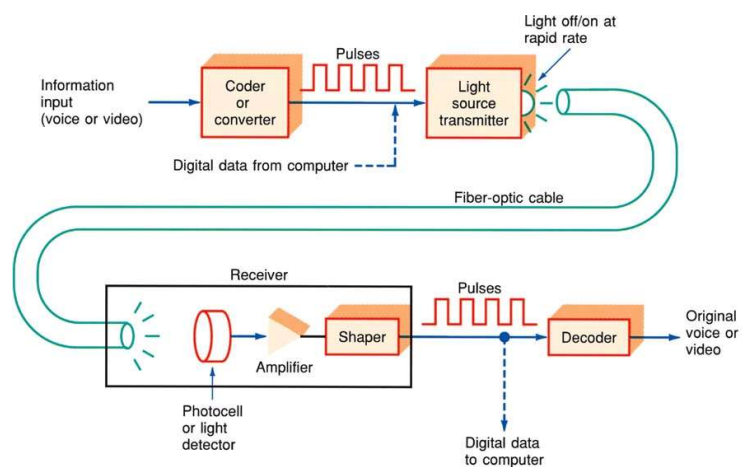 Light off/on at
rapid rate
Pulses
Information
input
(voice or video)
Coder
or
converter
Light
source
transmitter
Digital data from computer
Fiber-optic cable
Receiver
Pulses
Original
voice or
video
Shaper
Decoder
Amplifier
Photocell
or light
detector
Digital data
to computer